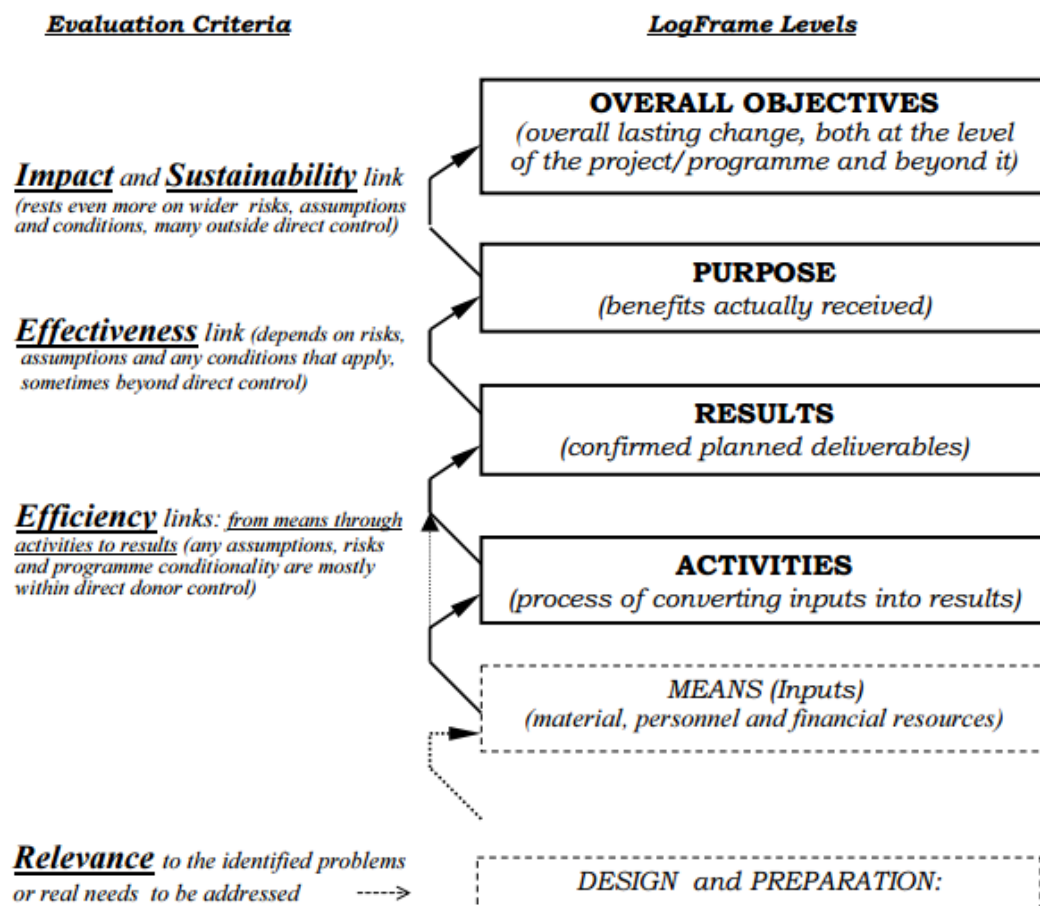 Evaluation Criteria
LogFrame Levels
OVERALL OBJECTIVES
(overall lasting change, both at the level
of the project/programme and beyond it)
Impact and Sustainability link
(rests even more on wider risks, assumptions
and conditions, many outside direct control)
PURPOSE
(benefits actually received)
Effectiveness link (depends on risks,
assumptions and any conditions that apply,
sometimes beyond direct control)
RESULTS
(confirmed planned deliverables)
Efficiency links: from means through
activities to results (any assumptions, risks
and programme conditionality are mostly
within direct donor control)
ACTIVITIES
(process of converting inputs into results)
MEANS (Inputs)
(material, personnel and financial resources)
Relevance to the identified problems
or real needs to be addressed
DESIGN and PREPARATION: